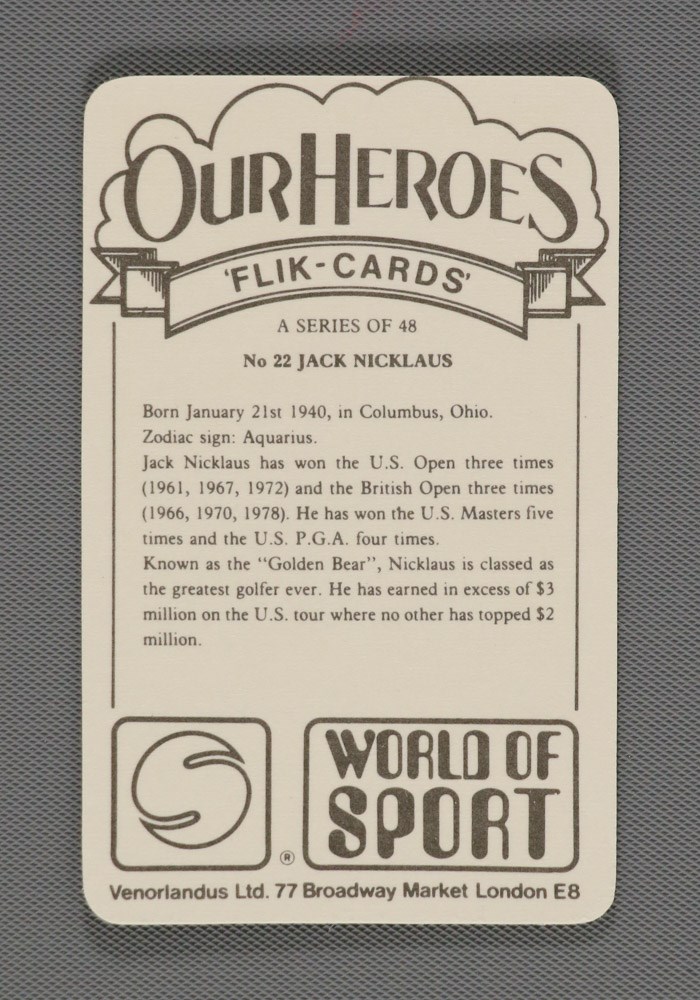 OUR HEROES
'FLIK-CARDS'
A SERIES OF 48
No 22 JACK NICKLAUS
Born January 21st 1940, in Columbus, Ohio.
Zodiac sign: Aquarius.
Jack Nicklaus has won the U.S. Open three times
(1961, 1967, 1972) and the British Open three times
(1966, 1970, 1978). He has won the U.S. Masters five
times and the U.S. P.G.A. four times.
Known as the "Golden Bear", Nicklaus is classed as
the greatest golfer ever. He has earned in excess of $3
million on the U.S. tour where no other has topped $2
million.
®
WORLD OF
SPORT
Venorlandus Ltd. 77 Broadway Market London E8